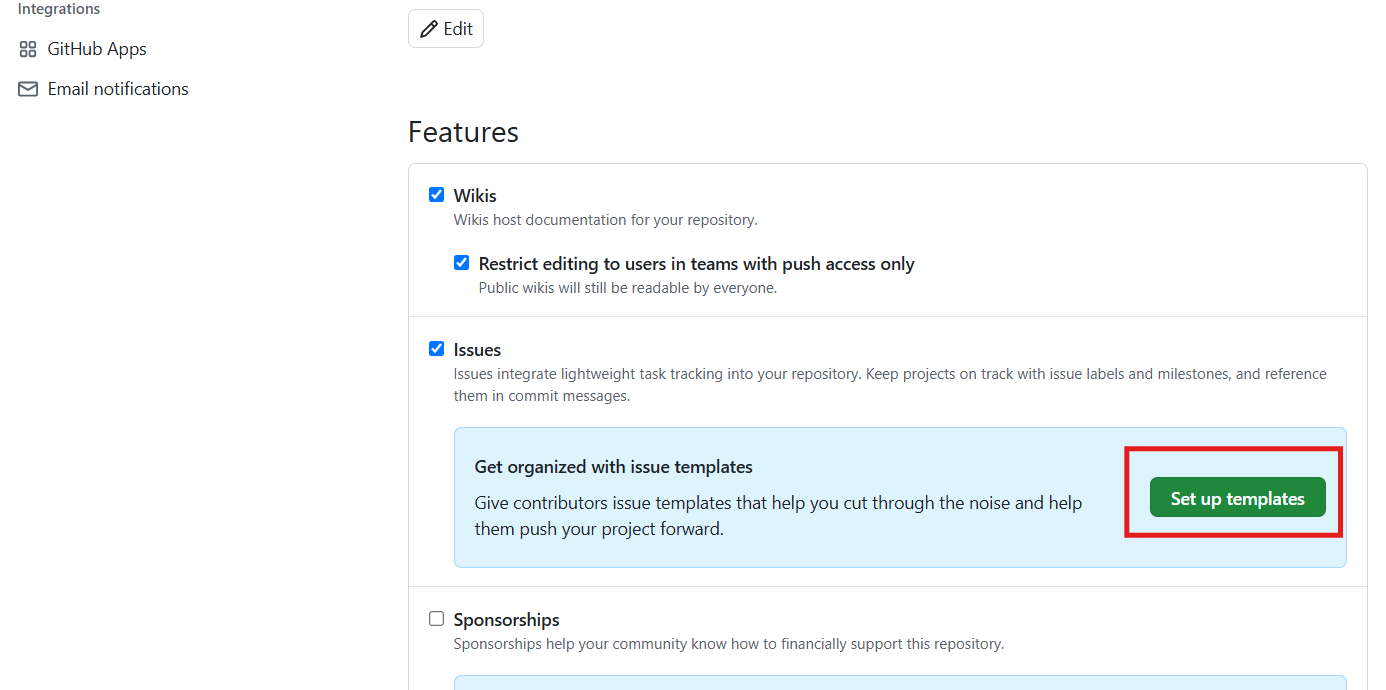 Integrations
GitHub Apps
Email notifications
Edit
Features
Wikis
Wikis host documentation for your repository.
Restrict editing to users in teams with push access only
Public wikis will still be readable by everyone.
Issues
Issues integrate lightweight task tracking into your repository. Keep projects on track with issue labels and milestones, and reference
them in commit messages.
Get organized with issue templates
Give contributors issue templates that help you cut through the noise and help
them push your project forward.
Set up templates
Sponsorships
Sponsorships help your community know how to financially support this repository.